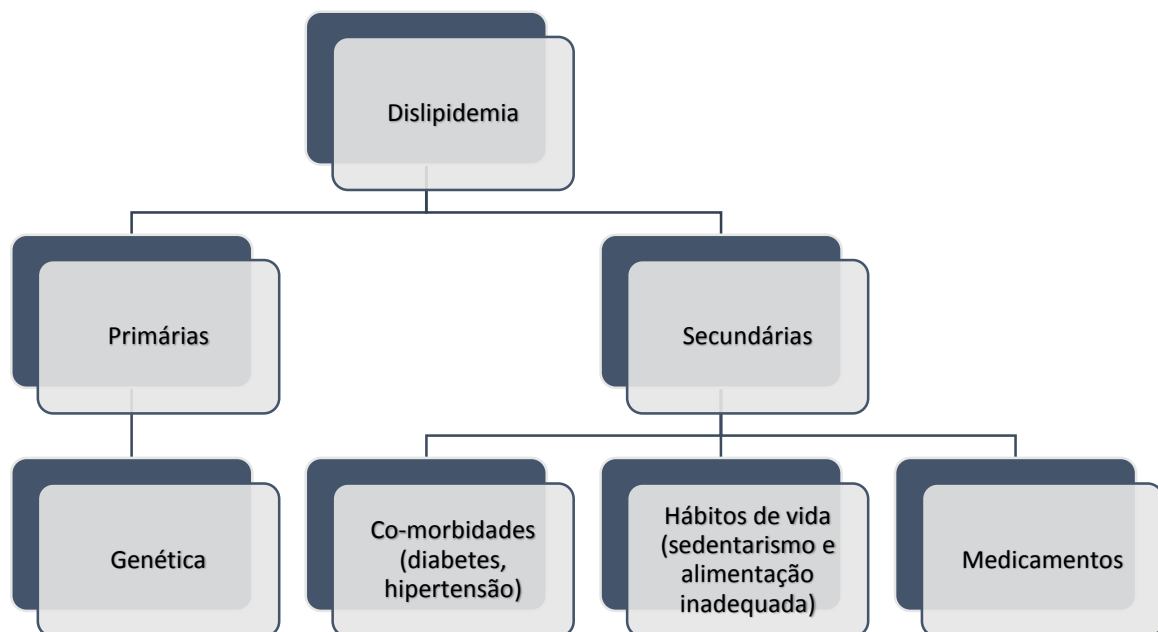 Dislipidemia
Primárias
Secundárias
Genética
Co-morbidades
(diabetes,
hipertensão)
Hábitos de vida
(sedentarismo e
alimentação
inadequada)
Medicamentos